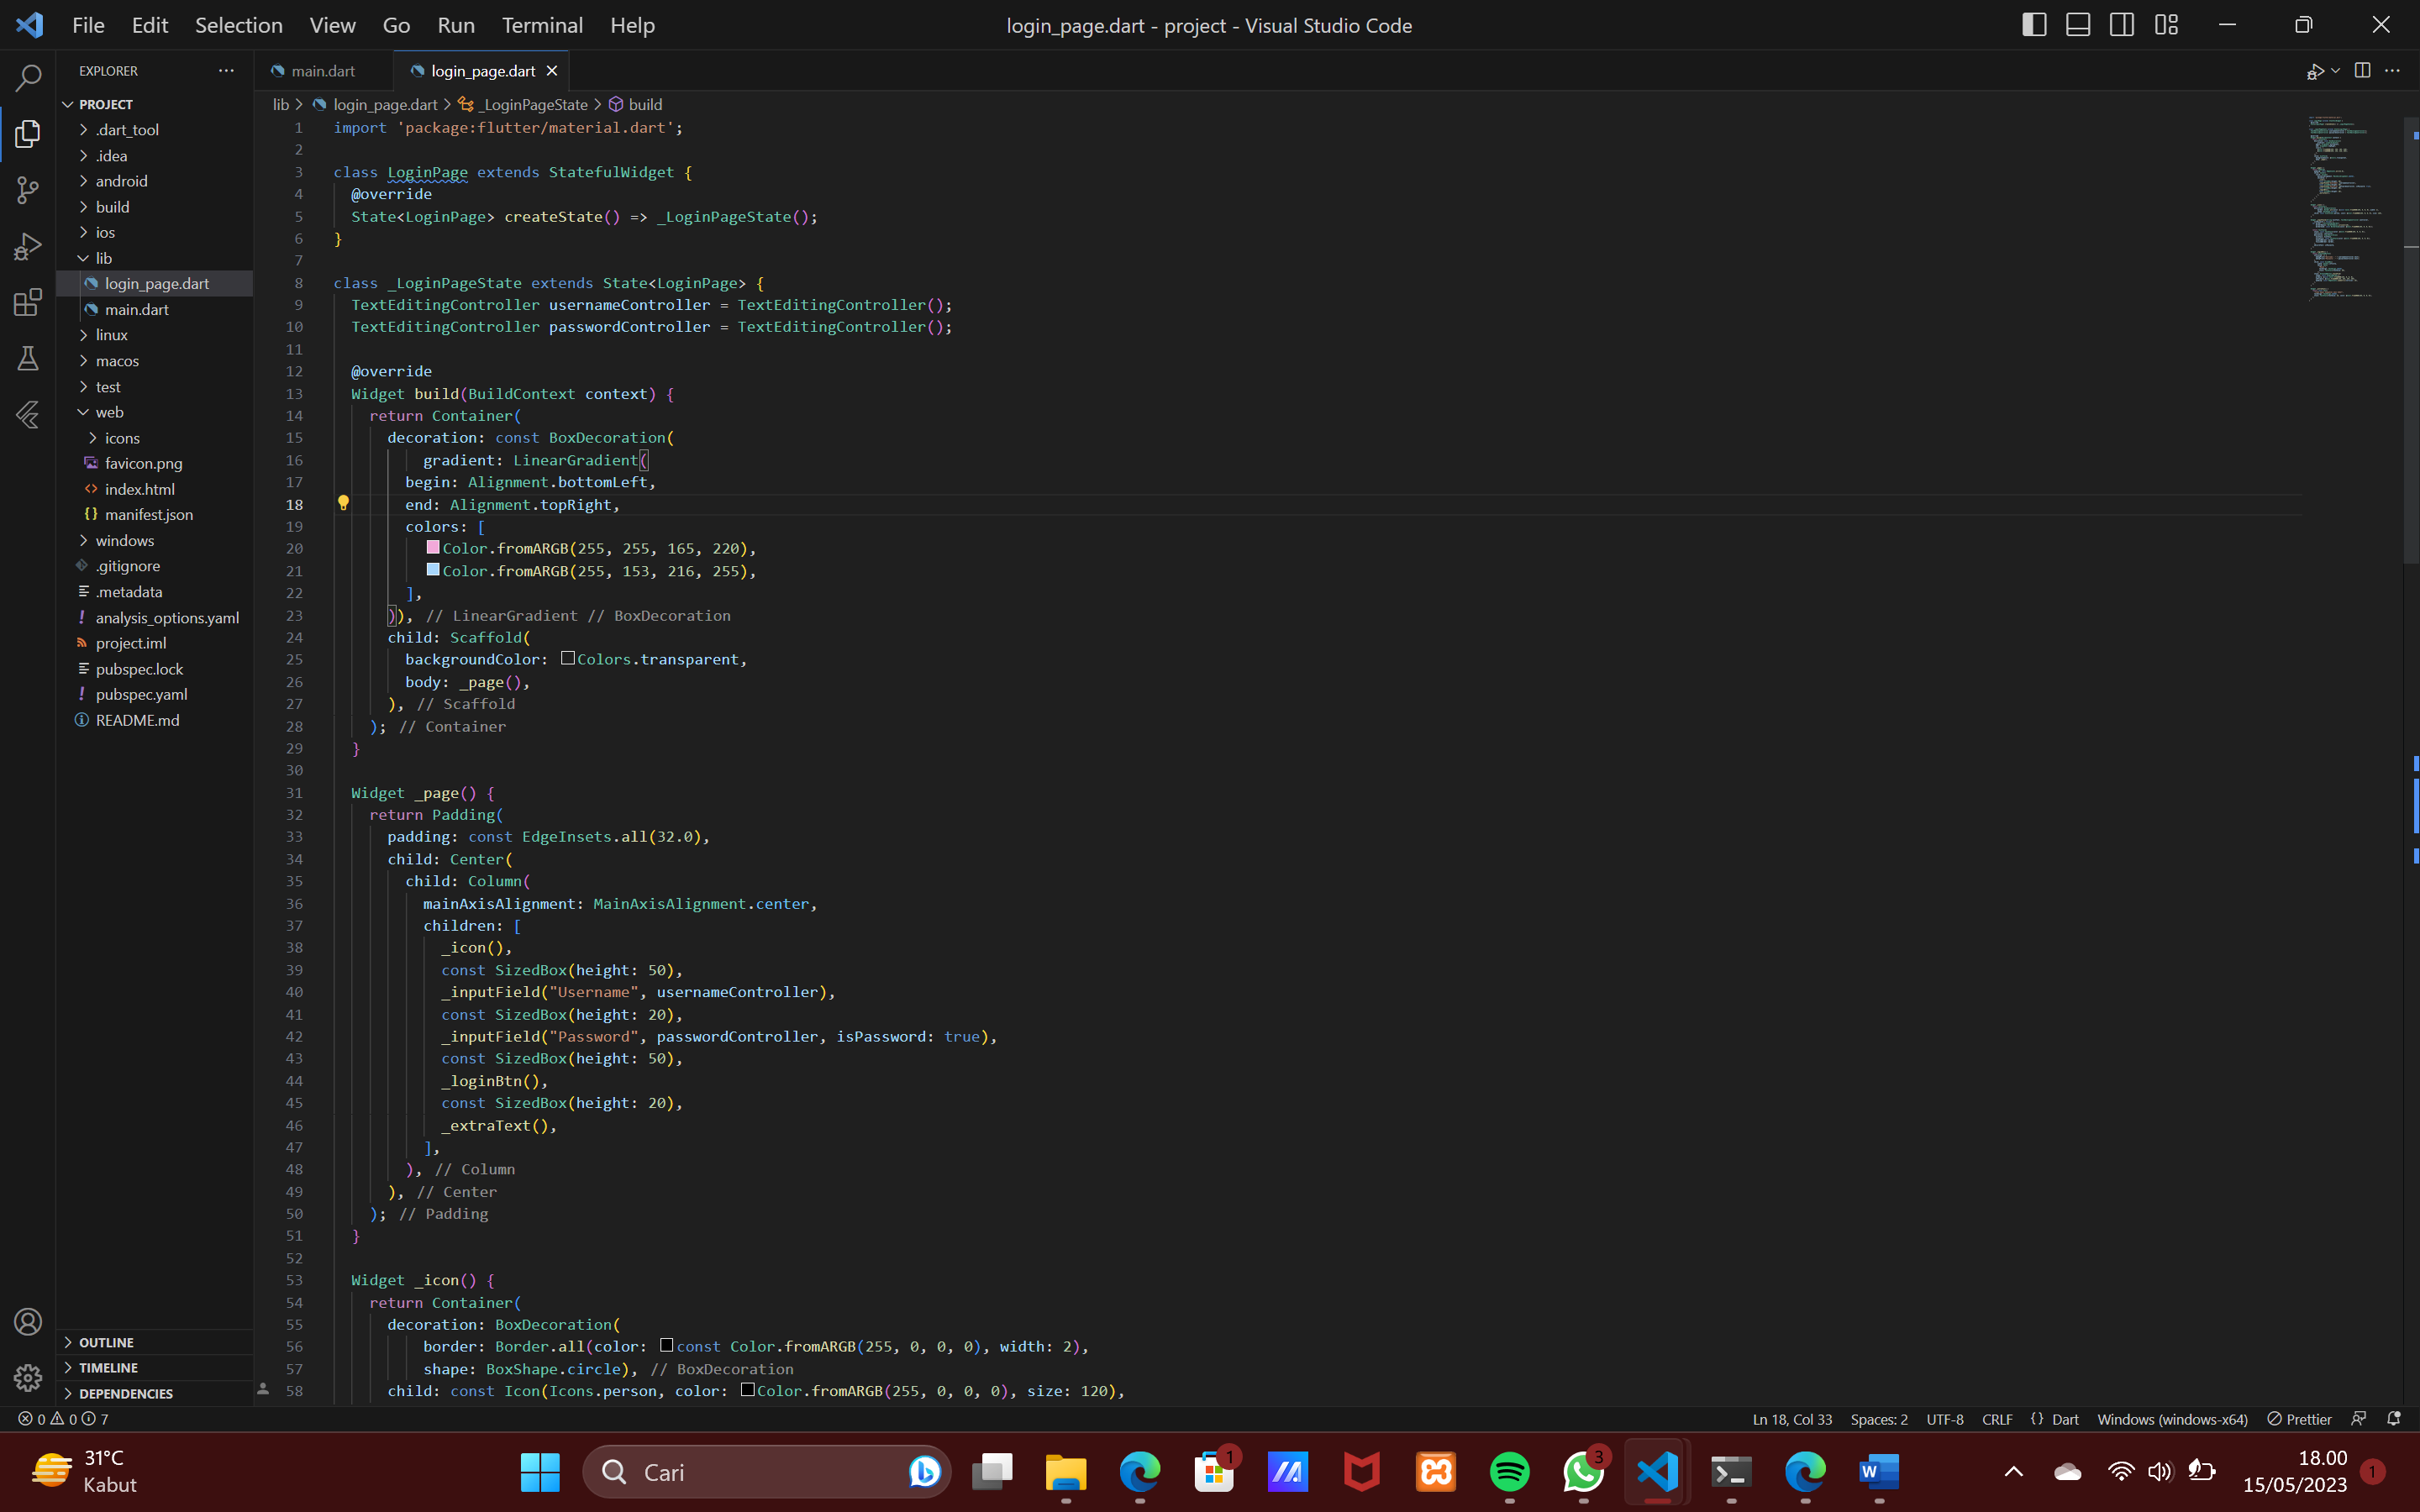 File Edit Selection View Go Run Terminal Help
login_page.dart - project - Visual Studio Code
EXPLORER
PROJECT
.dart_tool
.idea
android
build
ios
lib
login_page.dart
main.dart
linux
macos
test
web
icons
favicon.png
index.html
manifest.json
windows
.gitignore
.metadata
analysis_options.yaml
project.iml
pubspec.lock
pubspec.yaml
README.md
OUTLINE
TIMELINE
DEPENDENCIES
main.dart
login_page.dart
lib > login_page.dart > _LoginPageState > build
1 import 'package:flutter/material.dart';
2
3 class LoginPage extends StatefulWidget {
4 @override
5 State<LoginPage> createState() => _LoginPageState();
6 }
7
8 class _LoginPageState extends State<LoginPage> {
9 TextEditingController usernameController = TextEditingController();
10 TextEditingController passwordController = TextEditingController();
11
12 @override
13 Widget build(BuildContext context) {
14 return Container(
15 decoration: const BoxDecoration(
16 gradient: LinearGradient(
17 begin: Alignment.bottomLeft,
18 end: Alignment.topRight,
19 colors: [
20 Color.fromARGB(255, 255, 165, 220),
21 Color.fromARGB(255, 153, 216, 255),
22 ],
23 )), // LinearGradient // BoxDecoration
24 child: Scaffold(
25 backgroundColor: Colors.transparent,
26 body: _page(),
27 ), // Scaffold
28 ); // Container
29 }
30
31 Widget _page() {
32 return Padding(
33 padding: const EdgeInsets.all(32.0),
34 child: Center(
35 child: Column(
36 mainAxisAlignment: MainAxisAlignment.center,
37 children: [
38 _icon(),
39 const SizedBox(height: 50),
40 _inputField("Username", usernameController),
41 const SizedBox(height: 20),
42 _inputField("Password", passwordController, isPassword: true),
43 const SizedBox(height: 50),
44 _loginBtn(),
45 const SizedBox(height: 20),
46 _extraText(),
47 ],
48 ), // Column
49 ), // Center
50 ); // Padding
51 }
52
53 Widget _icon() {
54 return Container(
55 decoration: BoxDecoration(
56 border: Border.all(color: const Color.fromARGB(255, 0, 0, 0), width: 2),
57 shape: BoxShape.circle), // BoxDecoration
58 child: const Icon(Icons.person, color: Color.fromARGB(255, 0, 0, 0), size: 120),
0 0 7
Ln 18, Col 33 Spaces: 2 UTF-8 CRLF {} Dart Windows (windows-x64) Prettier
31°C
Kabut
Cari
1
3
18.00
15/05/2023
1